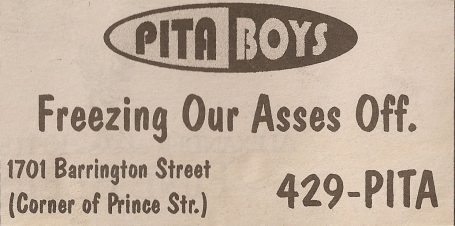 PITA BOYS
Freezing Our Asses Off.
1701 Barrington Street
(Corner of Prince Str.)
429-PITA